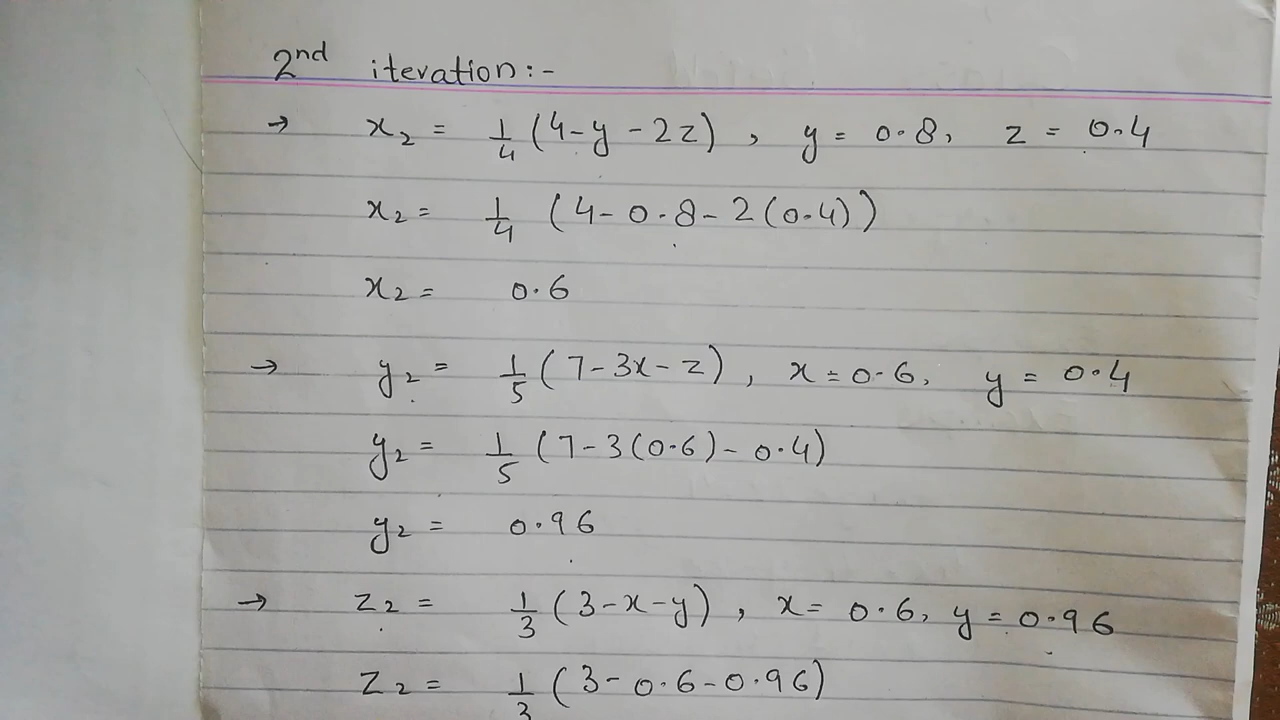 2nd iteration:-
→ x₂ = 1/4 (4-y-2z), y = 0.8, z = 0.4
x₂ = 1/4 (4-0.8-2(0.4))
x₂ = 0.6
→ y₂ = 1/5 (7-3x-z), x = 0.6, y = 0.4
y₂ = 1/5 (7-3(0.6)-0.4)
y₂ = 0.96
→ z₂ = 1/3 (3-x-y), x = 0.6, y = 0.96
z₂ = 1/3 (3-0.6-0.96)